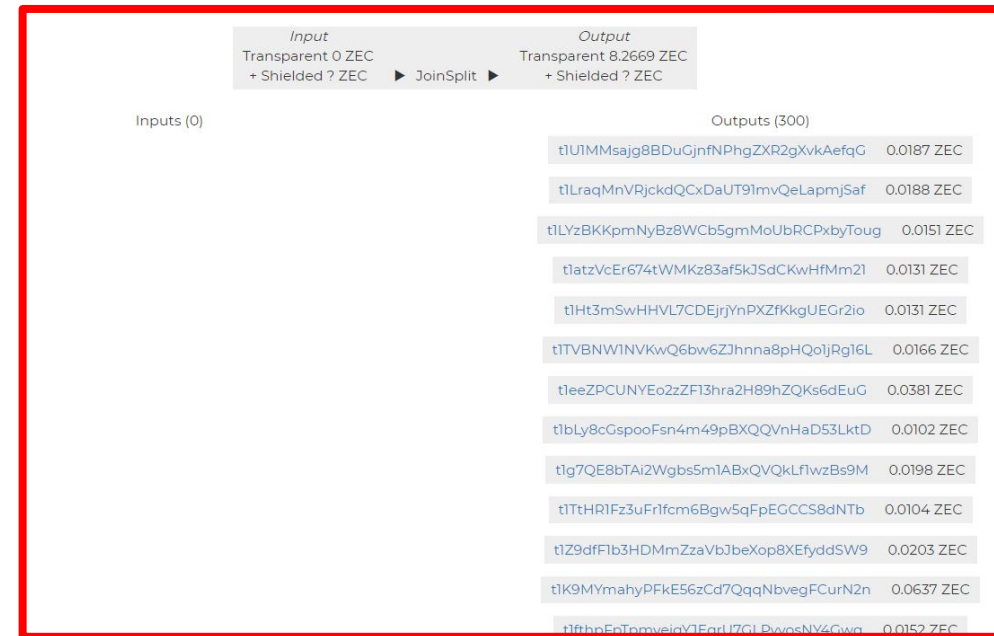 Input
Transparent 0 ZEC
+ Shielded ? ZEC
▶ JoinSplit ▶
Output
Transparent 8.2669 ZEC
+ Shielded ? ZEC
Inputs (0)
Outputs (300)
t1U1MMsajg8BDuGjnfNPhgZXR2gXvkAefqG 0.0187 ZEC
t1LraqMnVRjckdQCxDaUT91mvQeLapmjSaf 0.0188 ZEC
t1LYzBKKpmNyBz8WCb5gmMoUbRCPxbyToug 0.0151 ZEC
t1atzVcEr674tWMKz83af5kJSdCKwHfMm21 0.0131 ZEC
t1Ht3mSwHHVL7CDEjrjYnPXZfKkgUEGr2io 0.0131 ZEC
t1TVBNW1NVKwQ6bw6ZJhnna8pHQo1jRg16L 0.0166 ZEC
t1eeZPCUNYEo2zZF13hra2H89hZQKs6dEuG 0.0381 ZEC
t1bLy8cGspooFsn4m49pBXQQVnHaD53LktD 0.0102 ZEC
t1g7QE8bTAi2Wgbs5m1ABxQVQkLf1wzBs9M 0.0198 ZEC
t1TtHR1Fz3uFr1fcm6Bgw5qFpEGCCS8dNTb 0.0104 ZEC
t1Z9dfF1b3HDMmZzaVbJbeXop8XEfyddSW9 0.0203 ZEC
t1K9MYmahyPFkE56zCd7QqqNbvegFCurN2n 0.0637 ZEC
0.0152 ZEC